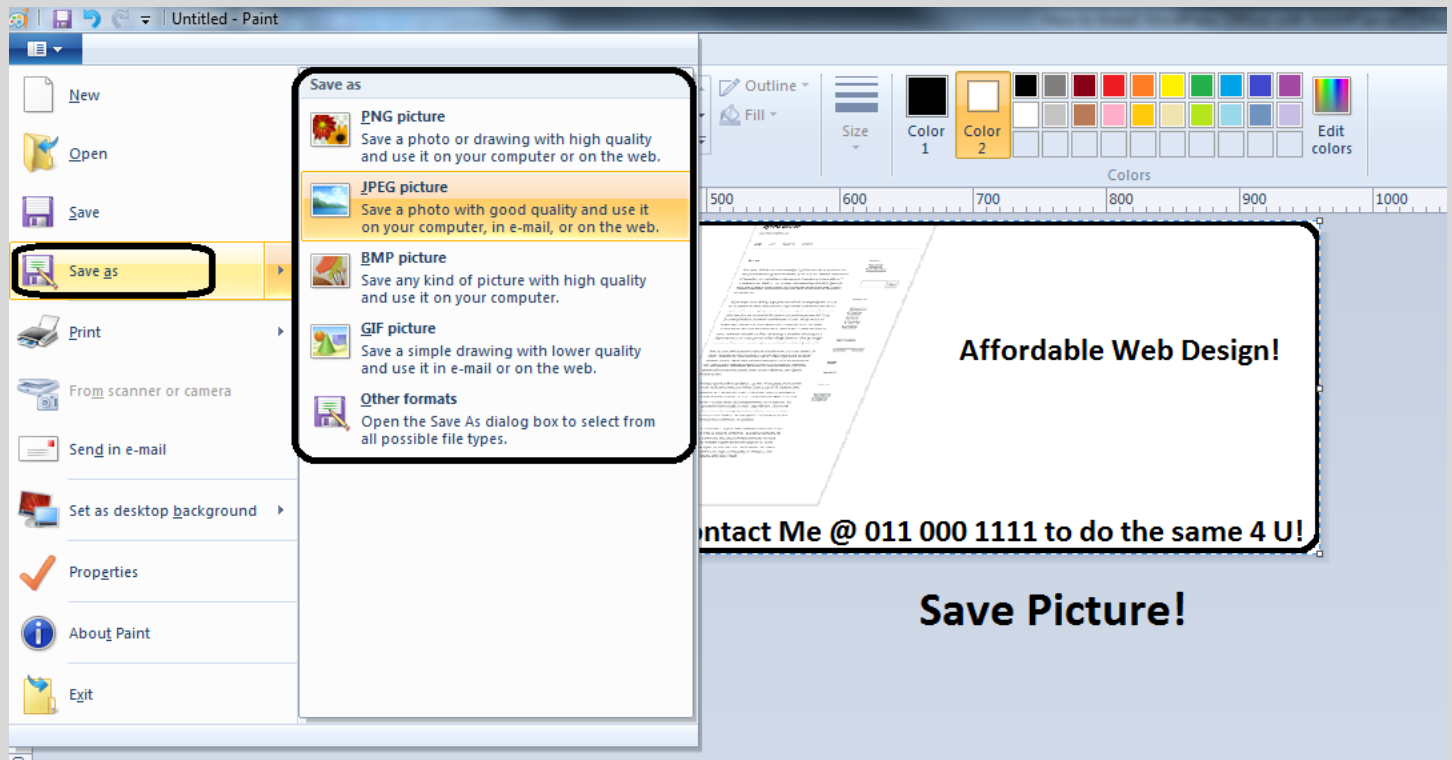 Untitled - Paint
New
Open
Save
Save as
Print
From scanner or camera
Send in e-mail
Set as desktop background
Properties
About Paint
Exit
Save as
PNG picture
Save a photo or drawing with high quality
and use it on your computer or on the web.
JPEG picture
Save a photo with good quality and use it
on your computer, in e-mail, or on the web.
BMP picture
Save any kind of picture with high quality
and use it on your computer.
GIF picture
Save a simple drawing with lower quality
and use it in e-mail or on the web.
Other formats
Open the Save As dialog box to select from
all possible file types.
Outline
Fill
Size
Color
1
Color
2
Edit
colors
Colors
500 600 700 800 900 1000
Affordable Web Design!
ntact Me @ 011 000 1111 to do the same 4 U!
Save Picture!